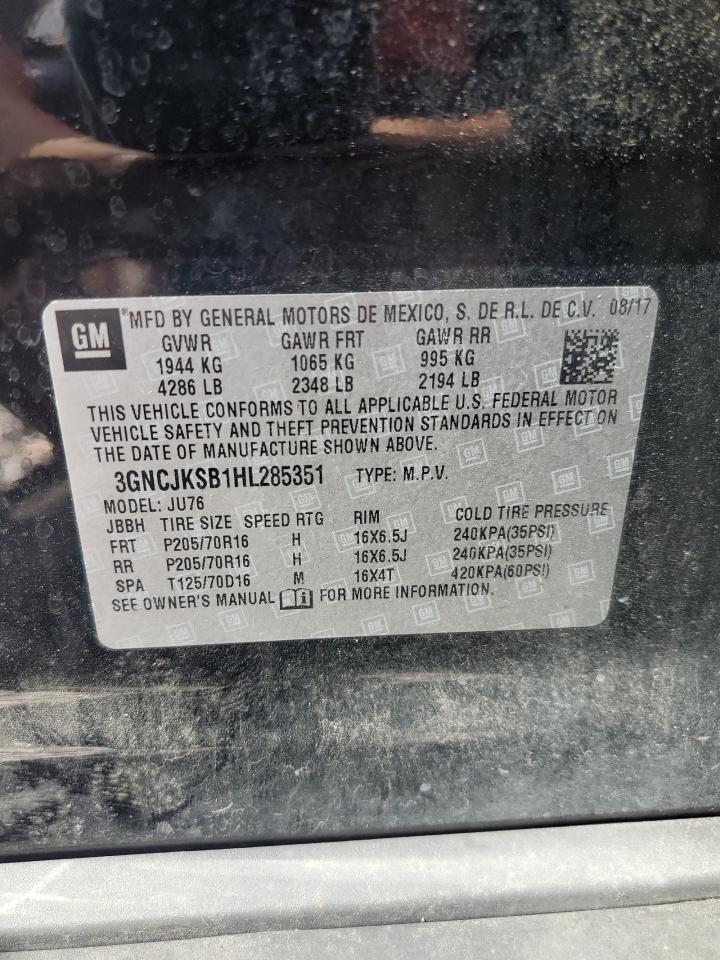 GM ®MFD BY GENERAL MOTORS DE MEXICO, S. DE R.L. DE C.V. 08/17
GVWR GAWR FRT GAWR RR
1944 KG 1065 KG 995 KG
4286 LB 2348 LB 2194 LB
THIS VEHICLE CONFORMS TO ALL APPLICABLE U.S. FEDERAL MOTOR
VEHICLE SAFETY AND THEFT PREVENTION STANDARDS IN EFFECT ON
THE DATE OF MANUFACTURE SHOWN ABOVE.
3GNCJKSB1HL285351 TYPE: M.P.V.
MODEL: JU76
JBBH TIRE SIZE SPEED RTG RIM COLD TIRE PRESSURE
FRT P205/70R16 H 16X6.5J 240KPA(35PSI)
RR P205/70R16 H 16X6.5J 240KPA(35PSI)
SPA T125/70D16 M 16X4T 420KPA(60PSI)
SEE OWNER'S MANUAL FOR MORE INFORMATION.